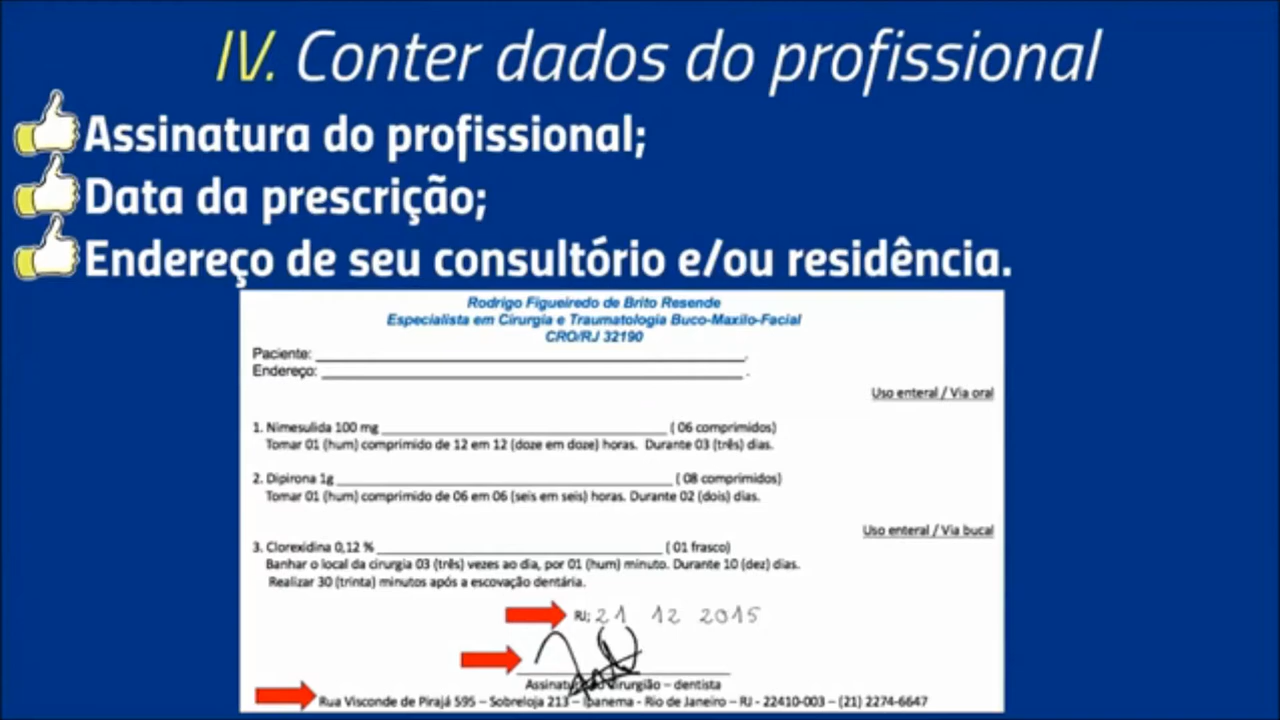 IV. Conter dados do profissional
Assinatura do profissional;
Data da prescrição;
Endereço de seu consultório e/ou residência.
Rodrigo Figueiredo de Brito Resende
Especialista em Cirurgia e Traumatologia Buco-Maxilo-Facial
CRO/RJ 32190
Paciente: ______________________.
Endereço: ______________________.
Uso enteral / Via oral
1. Nimesulida 100 mg ______________________ ( 06 comprimidos)
Tomar 01 (hum) comprimido de 12 em 12 (doze em doze) horas. Durante 03 (três) dias.
2. Dipirona 1g ______________________ ( 08 comprimidos)
Tomar 01 (hum) comprimido de 06 em 06 (seis em seis) horas. Durante 02 (dois) dias.
Uso enteral / Via bucal
3. Clorexidina 0,12 % ______________________ ( 01 frasco)
Banhar o local da cirurgia 03 (três) vezes ao dia, por 01 (hum) minuto. Durante 10 (dez) dias.
Realizar 30 (trinta) minutos após a escovação dentária.
RJ; 21 12 2015
Assinatura cirurgião – dentista
Rua Visconde de Pirajá 595 – Sobreloja 213 – Ipanema - Rio de Janeiro – RJ - 22410-003 – (21) 2274-6647